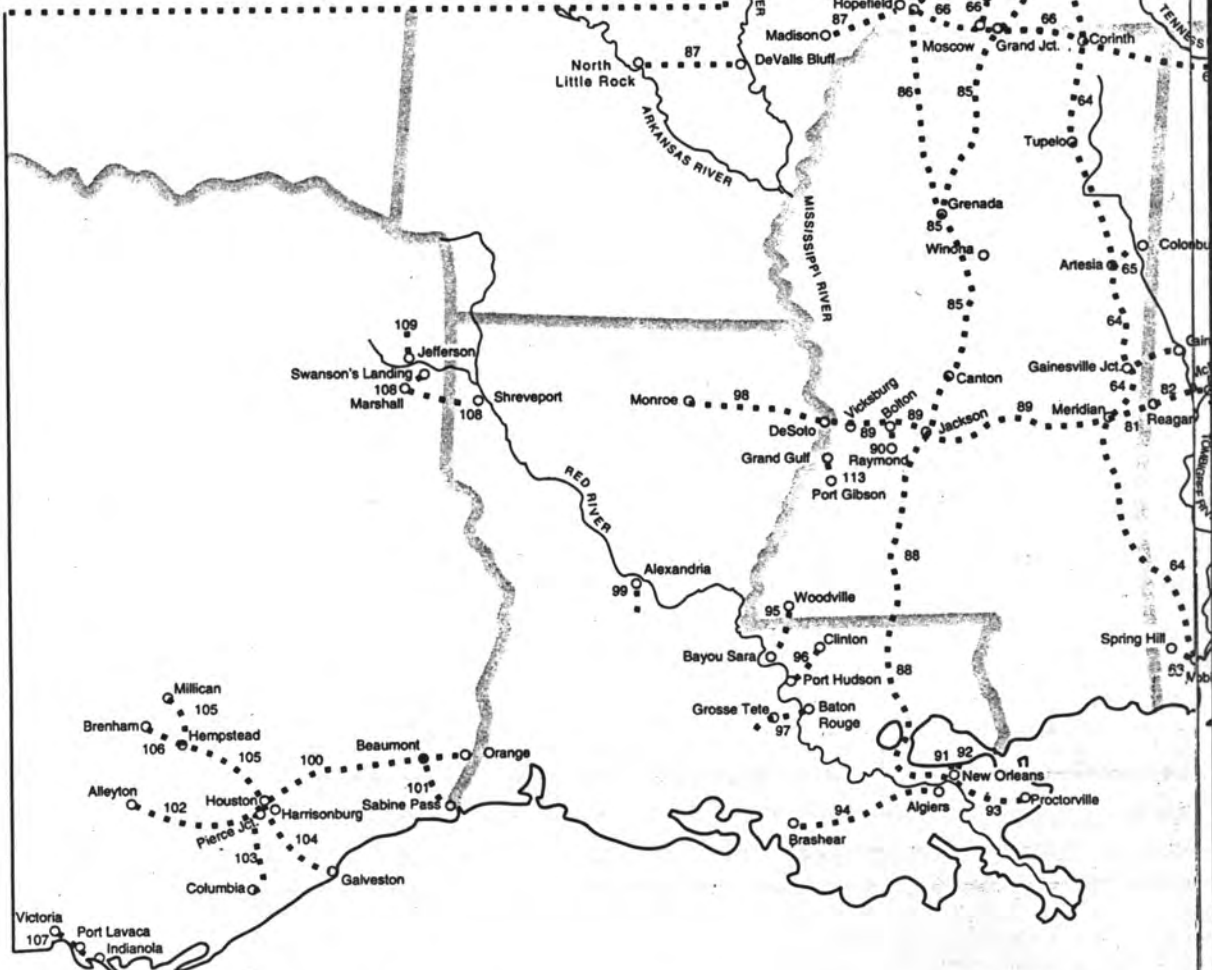 Hopefield
66
66
66
TENNESS
Madison
87
Moscow
Grand Jct.
Corinth
87
DeValls Bluff
North
Little Rock
86
85
64
ARKANSAS RIVER
Tupelo
MISSISSIPPI RIVER
Grenada
85
Winona
Artesia
65
85
64
109
Jefferson
Swanson's Landing
108
Marshall
108
Shreveport
Gainesville Jct.
64
82
Canton
Monroe
98
DeSoto
Vicksburg
89
Bolton
89
Jackson
89
Meridian
81
Reagan
90
Raymond
Grand Gulf
113
Port Gibson
RED RIVER
88
64
Alexandria
99
Woodville
95
Clinton
96
Bayou Sara
Port Hudson
88
Spring Hill
63
Grosse Tete
97
Baton
Rouge
Millican
105
Brenham
106
Hempstead
105
Beaumont
Orange
100
101
Sabine Pass
91
92
New Orleans
Algiers
93
Proctorville
94
Brashear
Alleyton
102
Houston
Harrisonburg
Pierce Jct.
104
103
Columbia
Galveston
Victoria
107
Port Lavaca
Indianola